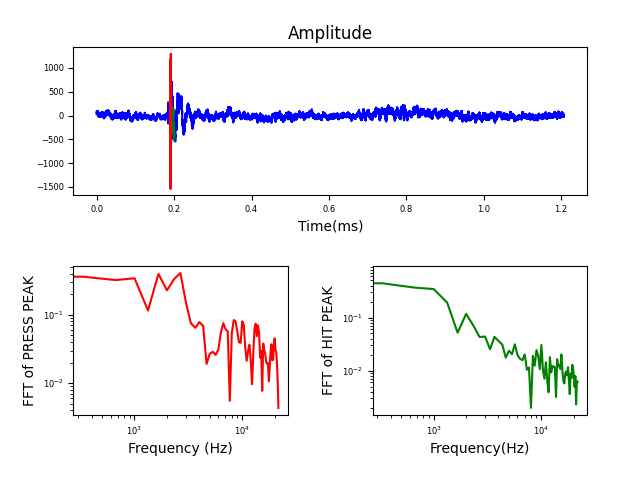 Amplitude
1000
500
0
−500
−1000
−1500
0.0 0.2 0.4 0.6 0.8 1.0 1.2
Time(ms)
FFT of PRESS PEAK
10⁻¹
10⁻²
10³ 10⁴
Frequency (Hz)
FFT of HIT PEAK
10⁻¹
10⁻²
10³ 10⁴
Frequency(Hz)